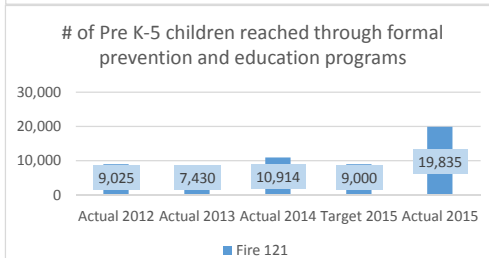 # of Pre K-5 children reached through formal
prevention and education programs
30,000
20,000
10,000
0
9,025
7,430
10,914
9,000
19,835
Actual 2012 Actual 2013 Actual 2014 Target 2015 Actual 2015
Fire 121